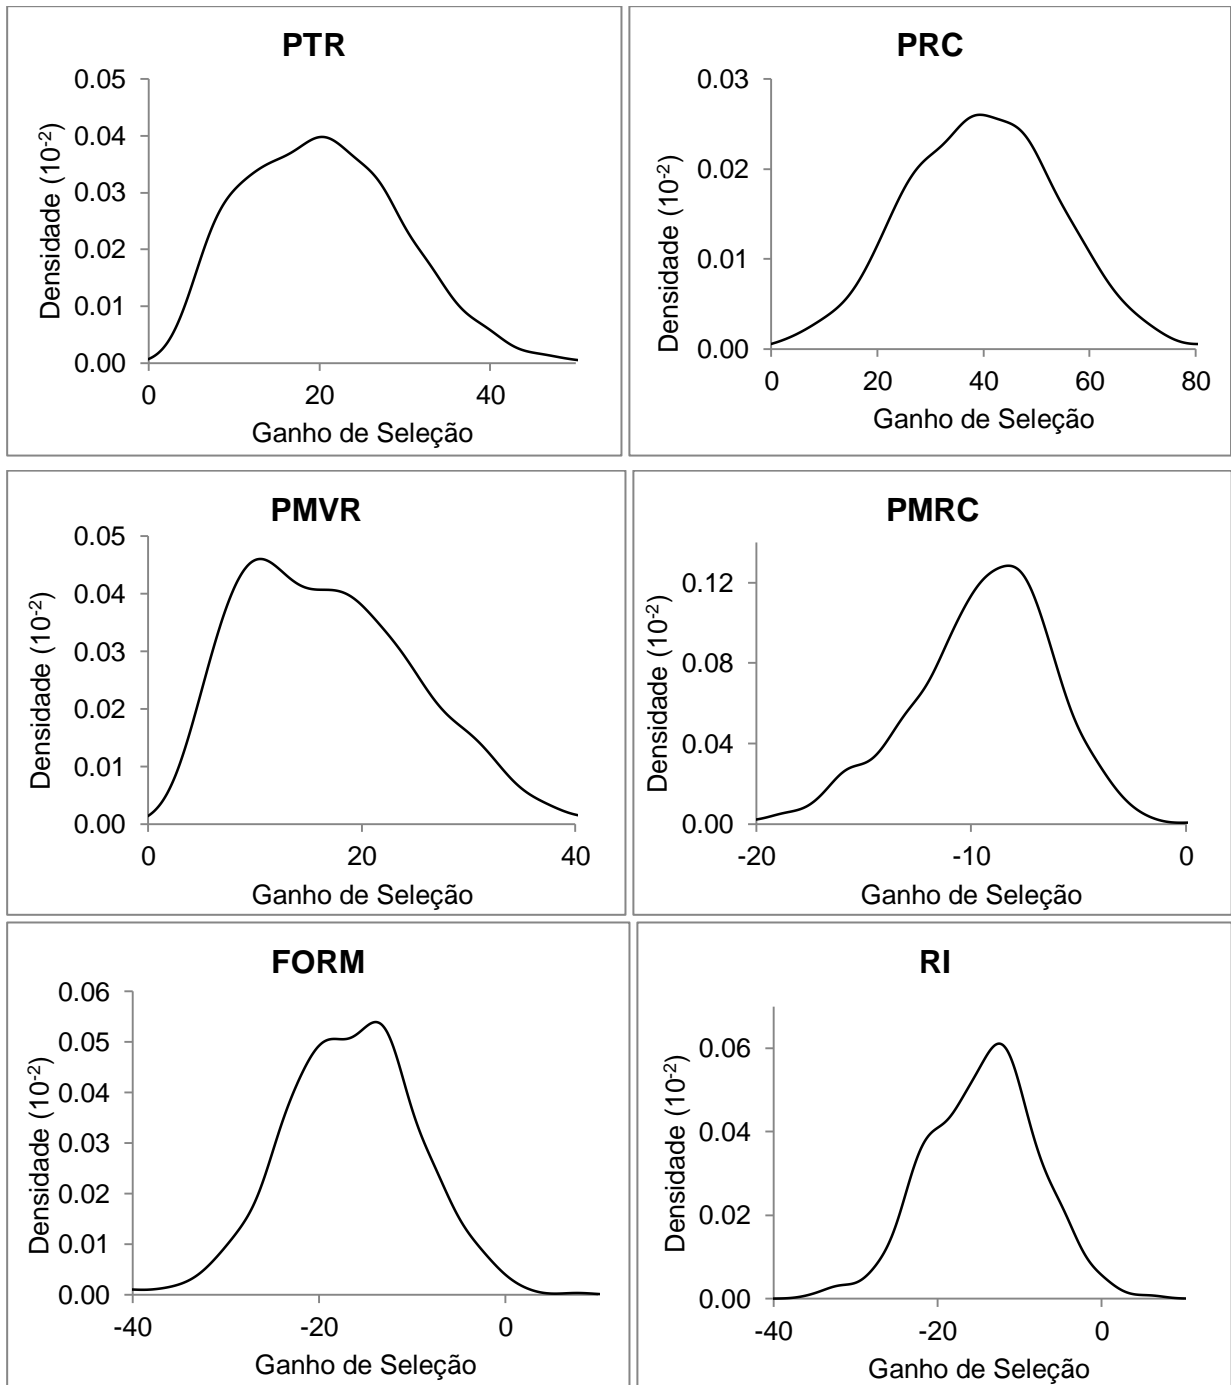 PTR
0.05
0.04
0.03
0.02
0.01
0.00
Densidade (10-2)
0 20 40
Ganho de Seleção
PRC
0.03
0.02
0.01
0.00
Densidade (10-2)
0 20 40 60 80
Ganho de Seleção
PMVR
0.05
0.04
0.03
0.02
0.01
0.00
Densidade (10-2)
0 20 40
Ganho de Seleção
PMRC
0.12
0.08
0.04
0.00
Densidade (10-2)
-20 -10 0
Ganho de Seleção
FORM
0.06
0.05
0.04
0.03
0.02
0.01
0.00
Densidade (10-2)
-40 -20 0
Ganho de Seleção
RI
0.06
0.04
0.02
0.00
Densidade (10-2)
-40 -20 0
Ganho de Seleção